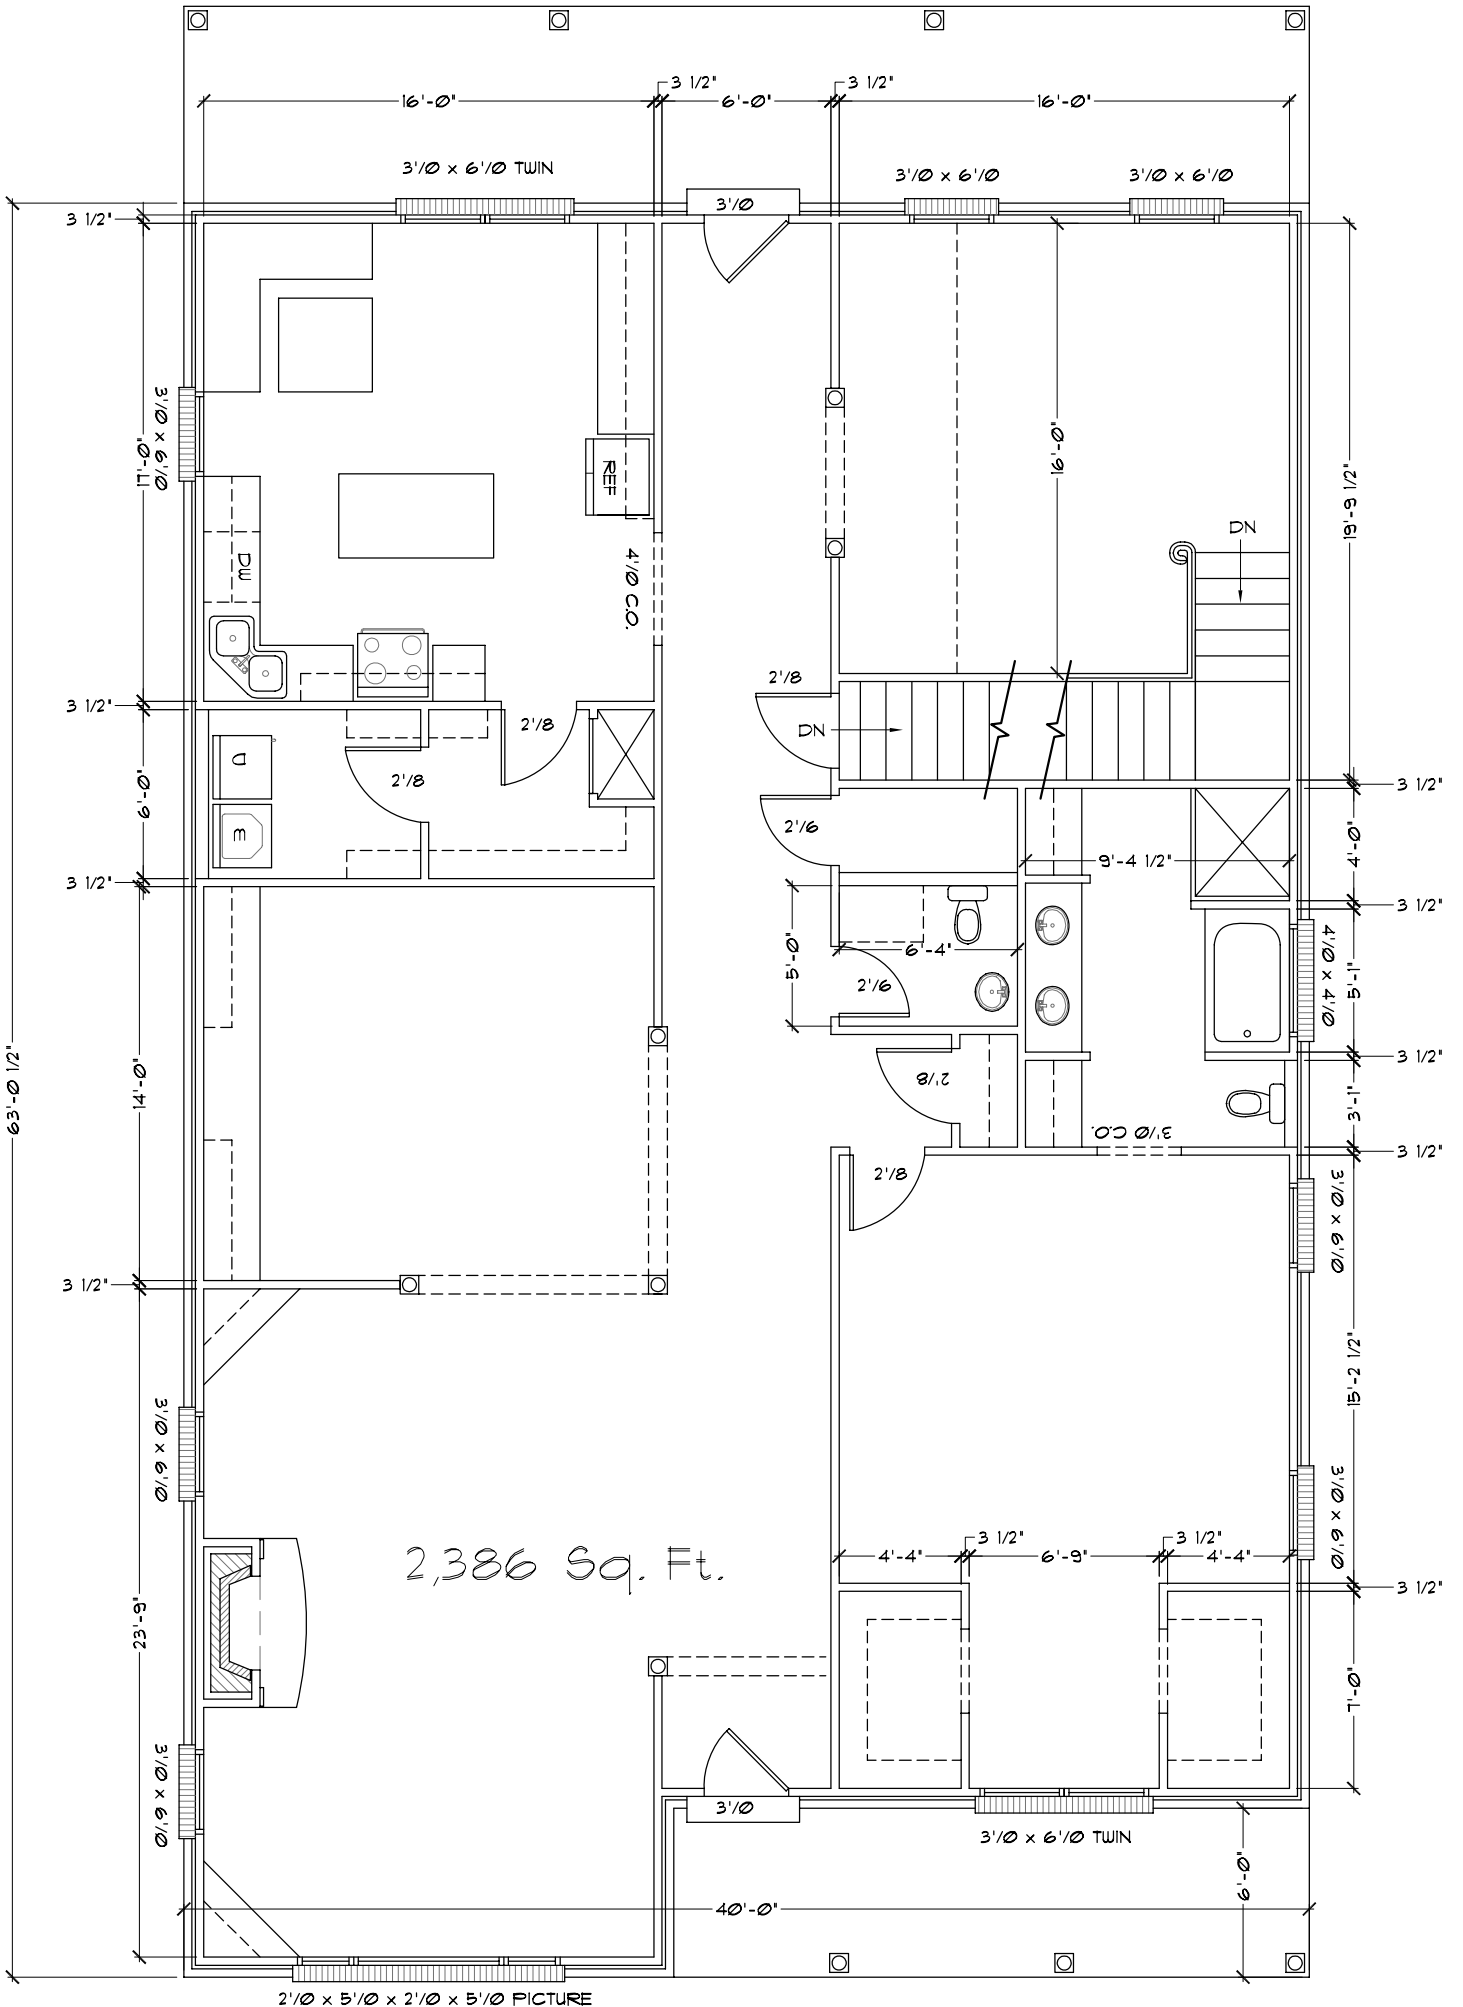 3 1/2"
3 1/2"
16'-0"
6'-0"
16'-0"
3'/0 x 6'/0 TWIN
3'/0 x 6'/0
3'/0 x 6'/0
3'/0
3 1/2"
3'/0 x 6'/0
17'-0"
REF
16'-0"
19'-9 1/2"
DN
DW
4'/0 C.O.
2'/8
3 1/2"
2'/8
DN
D
2'/8
3 1/2"
6'-0"
W
2'/6
9'-4 1/2"
4'-0"
3 1/2"
3 1/2"
5'-0"
6'-4"
2'/6
4'/0 x 4'/0
5'-1"
63'-0 1/2"
14'-0"
2'/8
3 1/2"
3'-1"
3'/0 C.O.
3 1/2"
2'/8
3'/0 x 6'/0
3 1/2"
15'-2 1/2"
3'/0 x 6'/0
3'/0 x 6'/0
2,386 Sq. Ft.
3 1/2"
3 1/2"
4'-4"
6'-9"
4'-4"
3 1/2"
23'-9"
7'-0"
3'/0 x 6'/0
3'/0
3'/0 x 6'/0 TWIN
6'-0"
40'-0"
2'/0 x 5'/0 x 2'/0 x 5'/0 PICTURE